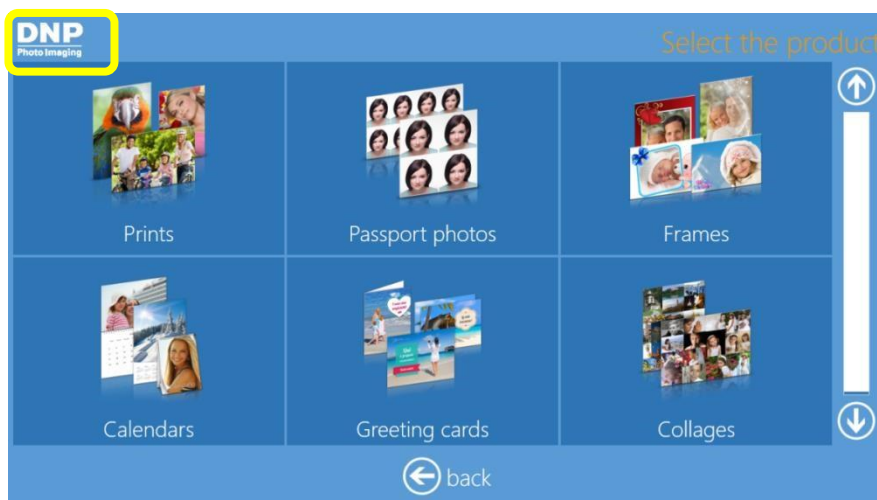 DNP
Photo Imaging
Select the product
Prints
Passport photos
Frames
Calendars
Greeting cards
Collages
back